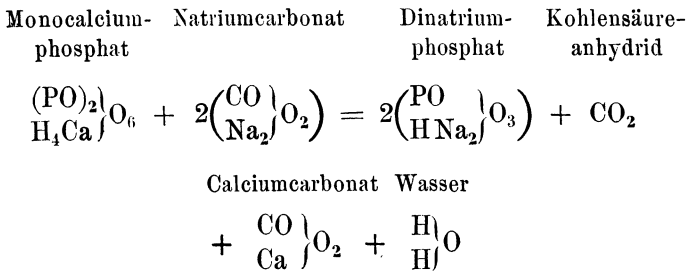 Monocalcium- Natriumcarbonat Dinatrium- Kohlensäure-
phosphat phosphat anhydrid
(PO)₂ H₄Ca}O₆ + 2(CO Na₂}O₂) = 2(PO HNa₂}O₃) + CO₂
Calciumcarbonat Wasser
+ CO Ca}O₂ + H H}O